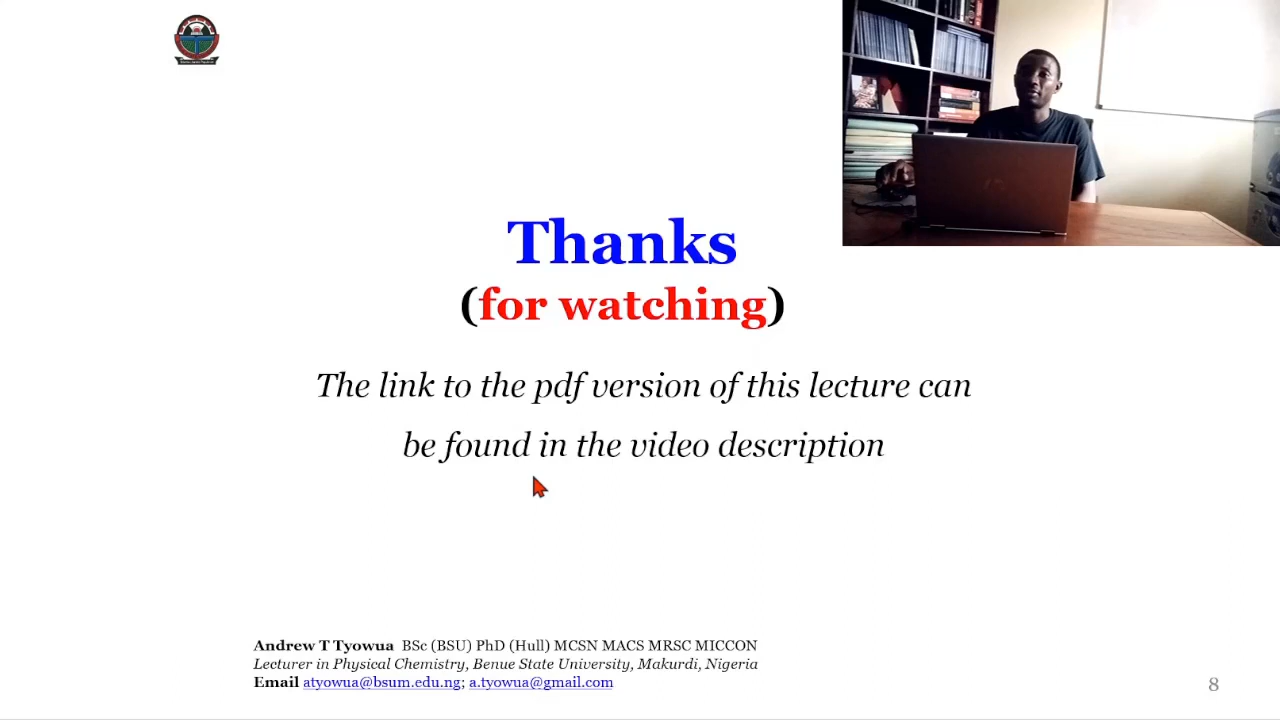 Thanks
(for watching)
The link to the pdf version of this lecture can
be found in the video description
Andrew T Tyowua BSc (BSU) PhD (Hull) MCSN MACS MRSC MICCON
Lecturer in Physical Chemistry, Benue State University, Makurdi, Nigeria
Email atyowua@bsum.edu.ng; a.tyowua@gmail.com
8